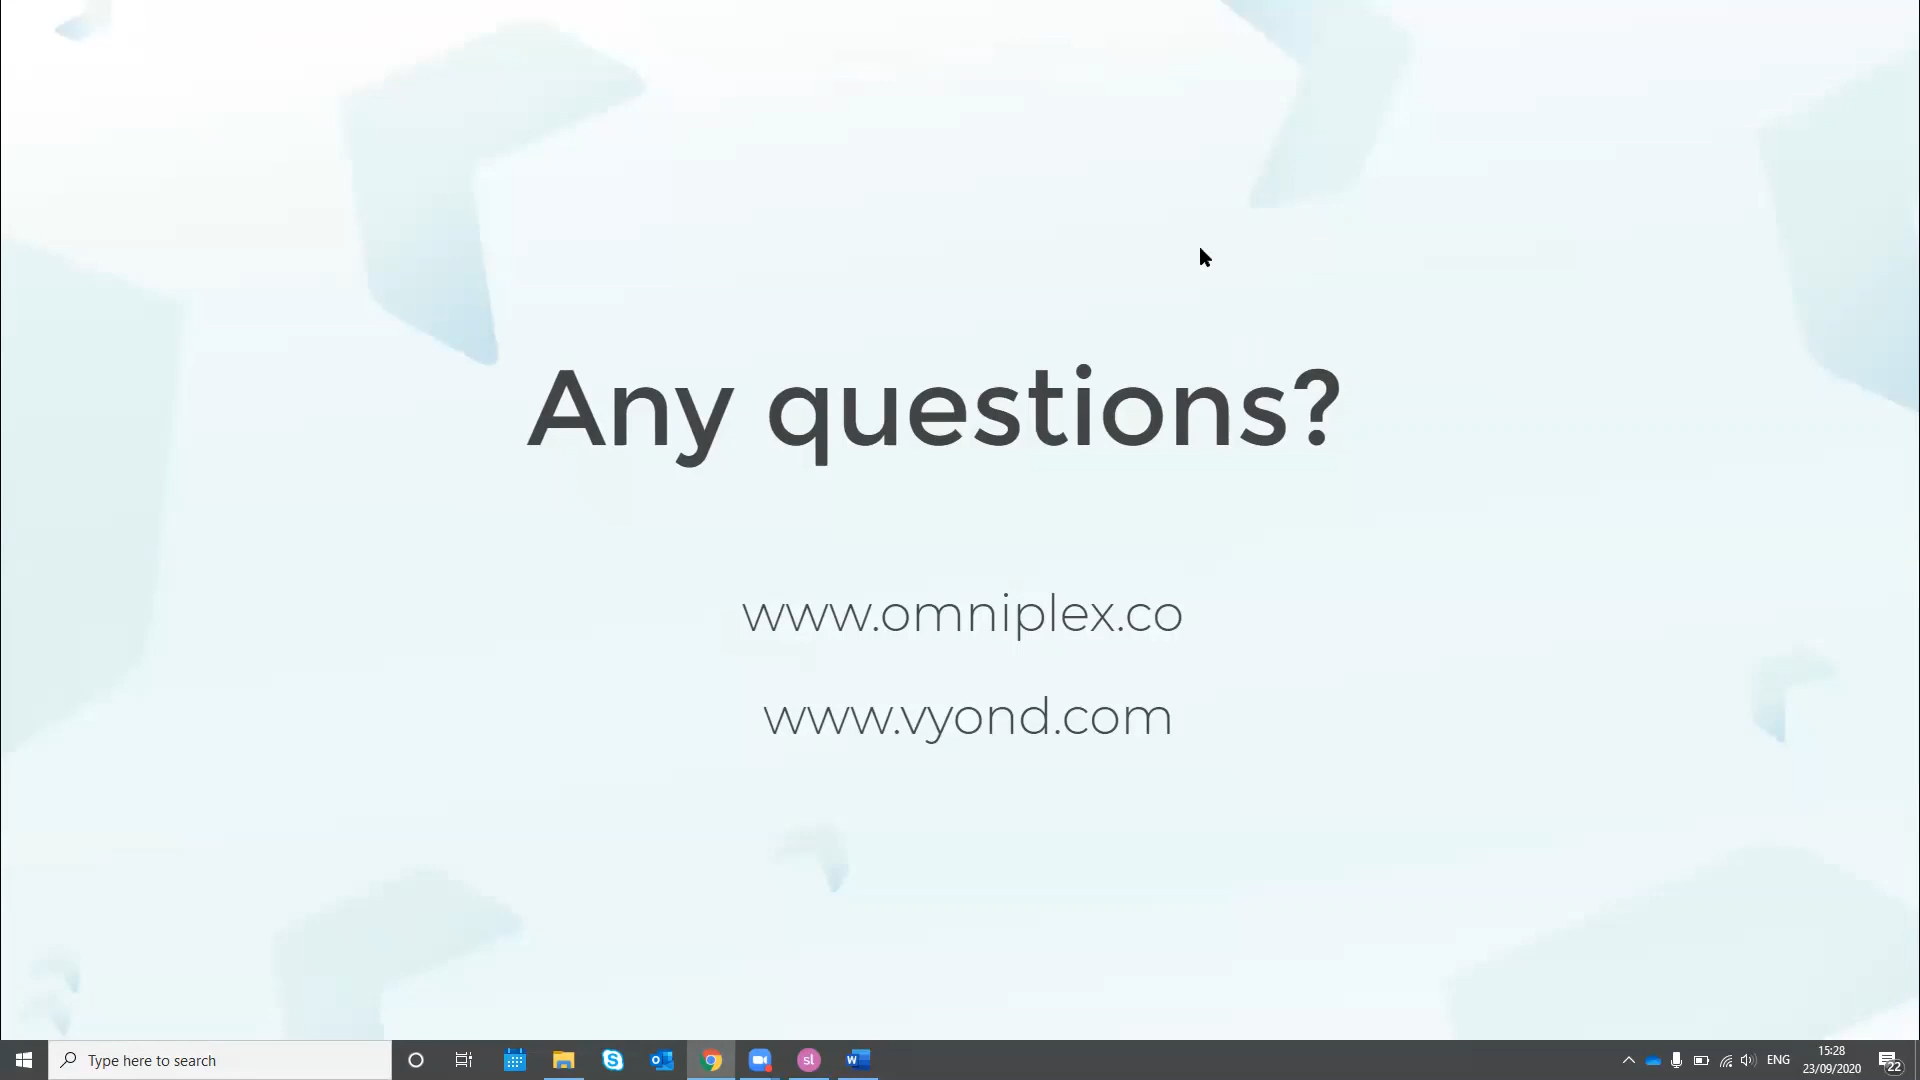 Any questions?
www.omniplex.co
www.vyond.com
Type here to search
S
sl
W
ENG
15:28
23/09/2020
22